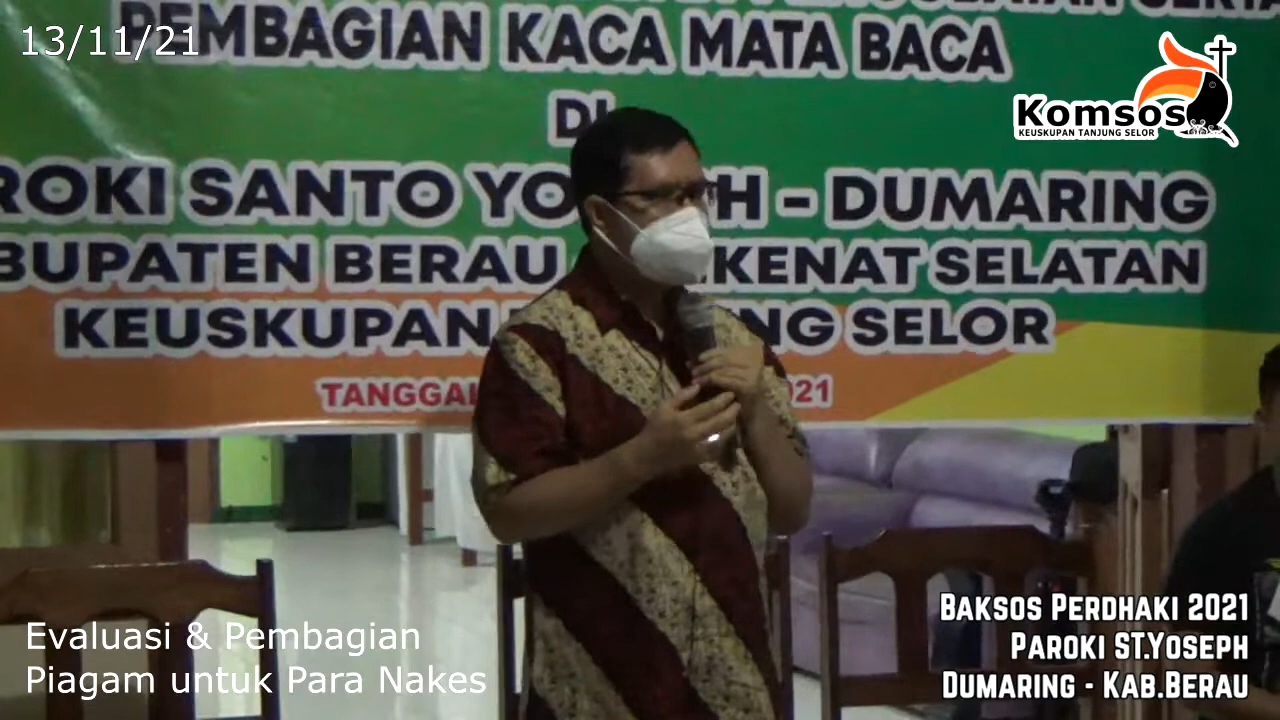 13/11/21
PEMBAGIAN KACA MATA BACA
DI
Komsos
KEUSKUPAN TANJUNG SELOR
ROKI SANTO YO H - DUMARING
BUPATEN BERAU KENAT SELATAN
KEUSKUPAN NG SELOR
TANGGAL 2021
Evaluasi & Pembagian
Piagam untuk Para Nakes
BAKSOS PERDHAKI 2021
PAROKI ST.YOSEPH
DUMARING - KAB.BERAU